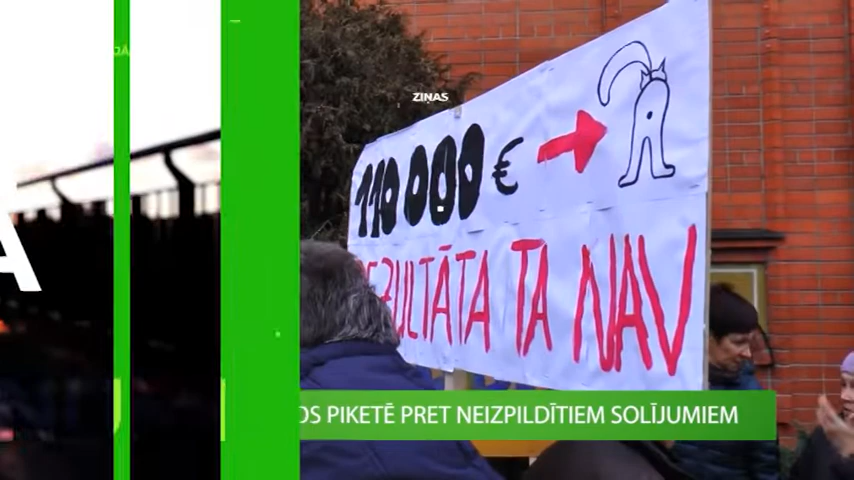 ZIŅAS
110 000 € →
REZULTĀTA TA NAV
OS PIKETĒ PRET NEIZPILDĪTIEM SOLĪJUMIEM
A